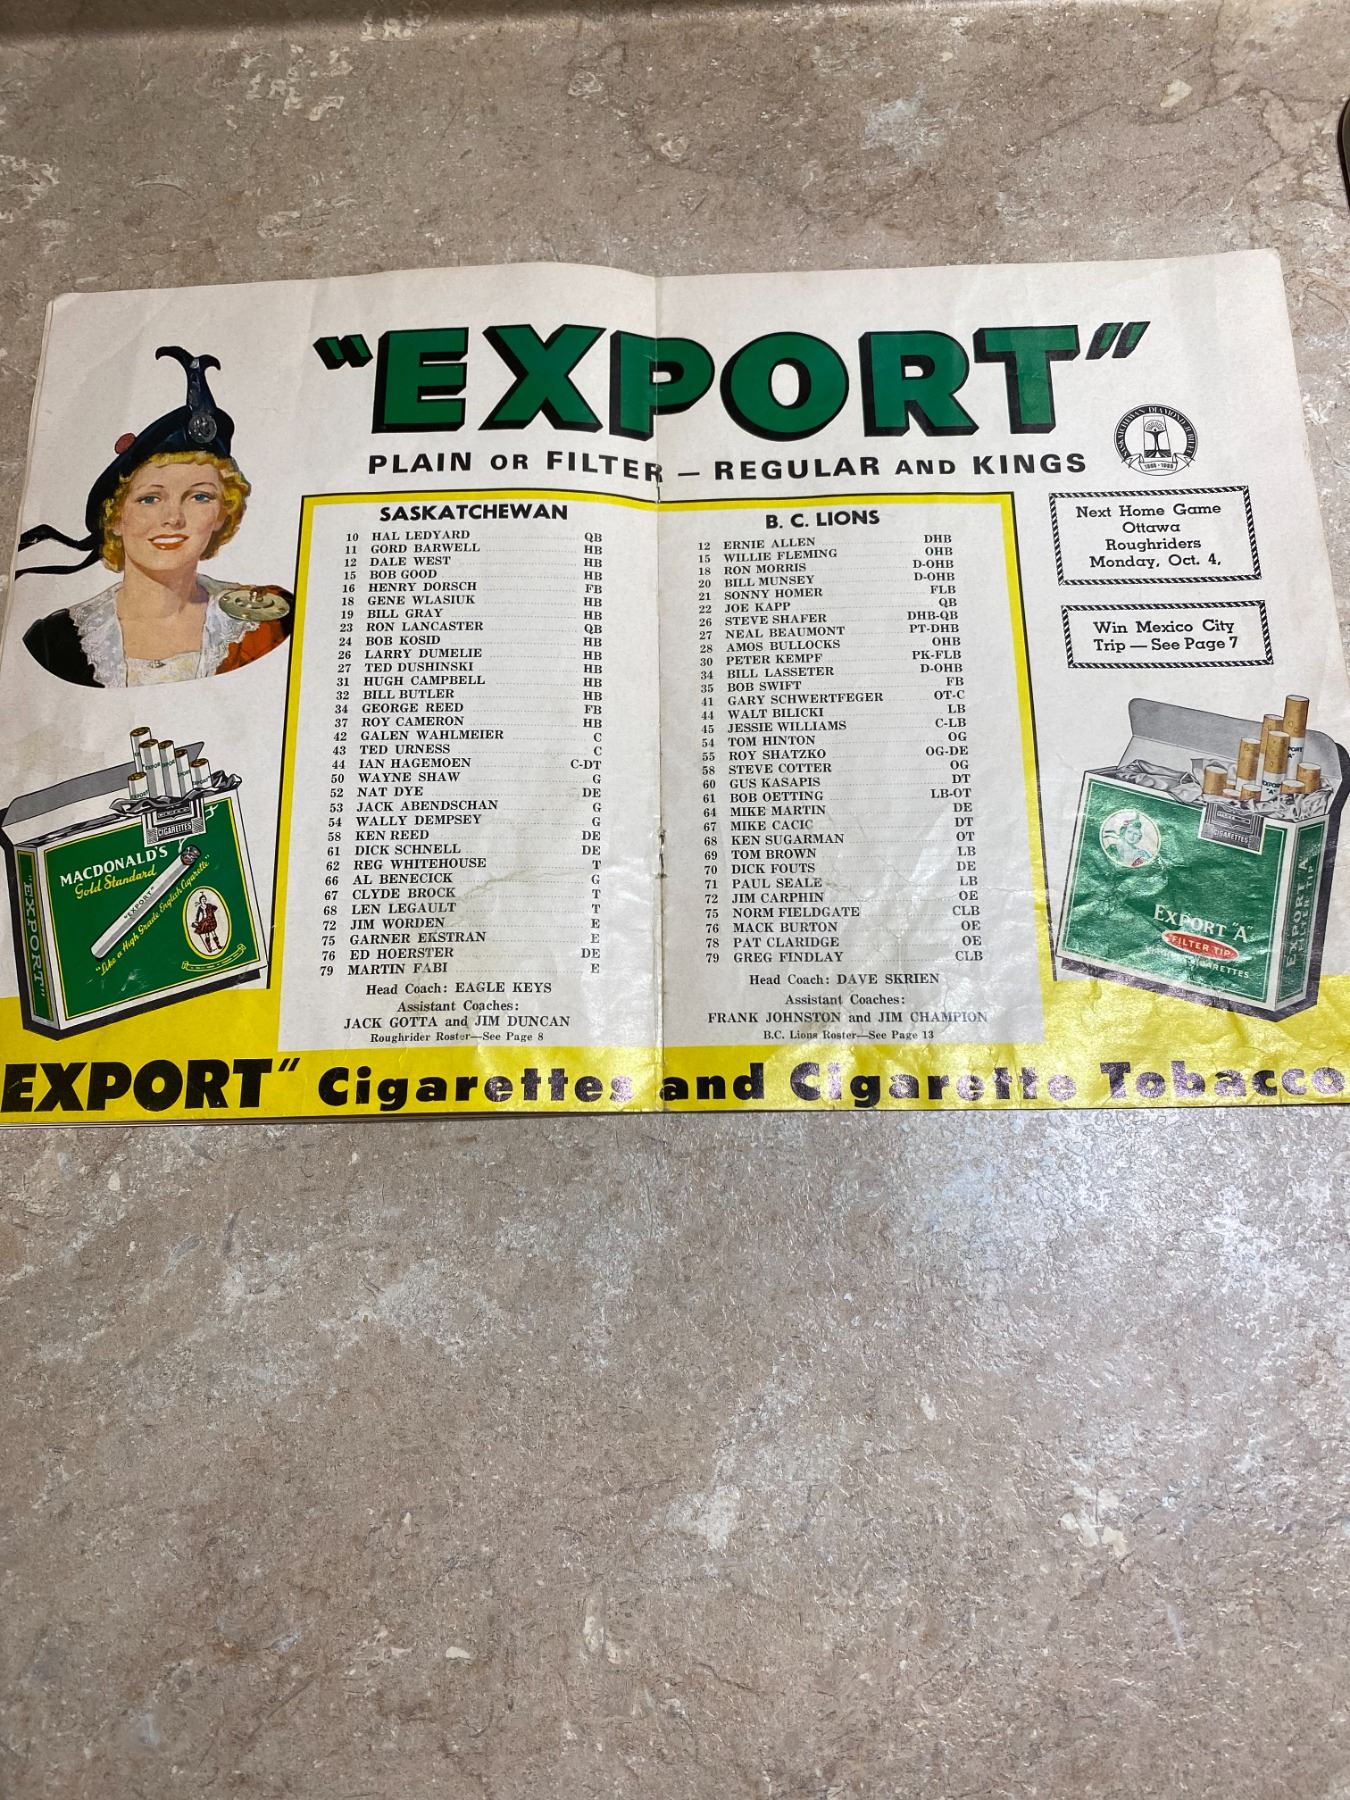 "EXPORT"
PLAIN OR FILTER — REGULAR AND KINGS
SASKATCHEWAN
10 HAL LEDYARD QB
11 GORD BARWELL HB
12 DALE WEST HB
15 BOB GOOD HB
16 HENRY DORSCH FB
18 GENE WLASIUK HB
19 BILL GRAY HB
23 RON LANCASTER QB
24 BOB KOSID HB
26 LARRY DUMELIE HB
27 TED DUSHINSKI HB
31 HUGH CAMPBELL HB
32 BILL BUTLER HB
34 GEORGE REED FB
37 ROY CAMERON HB
42 GALEN WAHLMEIER C
43 TED URNESS C
44 IAN HAGEMOEN C-DT
50 WAYNE SHAW G
52 NAT DYE DE
53 JACK ABENDSCHAN G
54 WALLY DEMPSEY G
58 KEN REED DE
61 DICK SCHNELL DE
62 REG WHITEHOUSE T
66 AL BENECICK G
67 CLYDE BROCK T
68 LEN LEGAULT T
72 JIM WORDEN E
75 GARNER EKSTRAN E
76 ED HOERSTER DE
79 MARTIN FABI E
Head Coach: EAGLE KEYS
Assistant Coaches:
JACK GOTTA and JIM DUNCAN
Roughrider Roster—See Page 8
B. C. LIONS
12 ERNIE ALLEN DHB
15 WILLIE FLEMING OHB
18 RON MORRIS D-OHB
20 BILL MUNSEY D-OHB
21 SONNY HOMER FLB
22 JOE KAPP QB
26 STEVE SHAFER DHB-QB
27 NEAL BEAUMONT PT-DHB
28 AMOS BULLOCKS OHB
30 PETER KEMPF PK-FLB
34 BILL LASSETER D-OHB
35 BOB SWIFT FB
41 GARY SCHWERTFEGER OT-C
44 WALT BILICKI LB
45 JESSIE WILLIAMS C-LB
54 TOM HINTON OG
55 ROY SHATZKO OG-DE
58 STEVE COTTER OG
60 GUS KASAPIS DT
61 BOB OETTING LB-OT
64 MIKE MARTIN DE
67 MIKE CACIC DT
68 KEN SUGARMAN OT
69 TOM BROWN LB
70 DICK FOUTS DE
71 PAUL SEALE LB
72 JIM CARPHIN OE
75 NORM FIELDGATE CLB
76 MACK BURTON OE
78 PAT CLARIDGE OE
79 GREG FINDLAY CLB
Head Coach: DAVE SKRIEN
Assistant Coaches:
FRANK JOHNSTON and JIM CHAMPION
B.C. Lions Roster—See Page 13
SASKATCHEWAN DIAMOND JUBILEE
Next Home Game
Ottawa
Roughriders
Monday, Oct. 4,
Win Mexico City
Trip — See Page 7
CIGARETTES
MACDONALD'S
Gold Standard
"EXPORT"
"Like a High Grade English Cigarette"
"EXPORT"
CIGARETTES
EXPORT "A"
FILTER TIP
CIGARETTES
EXPORT "A"
FILTER TIP
EXPORT" Cigarettes and Cigarette Tobacco